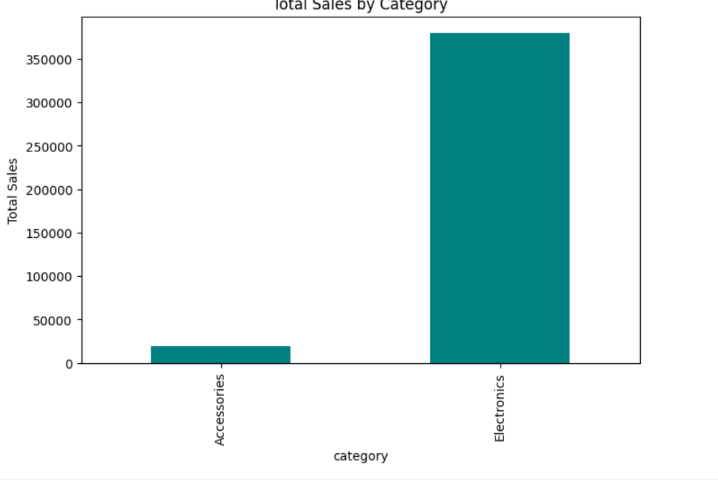 Total Sales by Category
350000
300000
250000
200000
150000
100000
50000
0
Total Sales
Accessories
Electronics
category